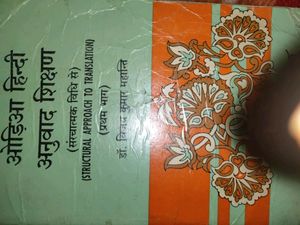 ओड़िआ हिन्दी
अनुवाद शिक्षण
(संरचनात्मक विधि से)
(STRUCTURAL APPROACH TO TRANSLATION)
(प्रथम भाग)
डॉ. विजय कुमार महान्ति